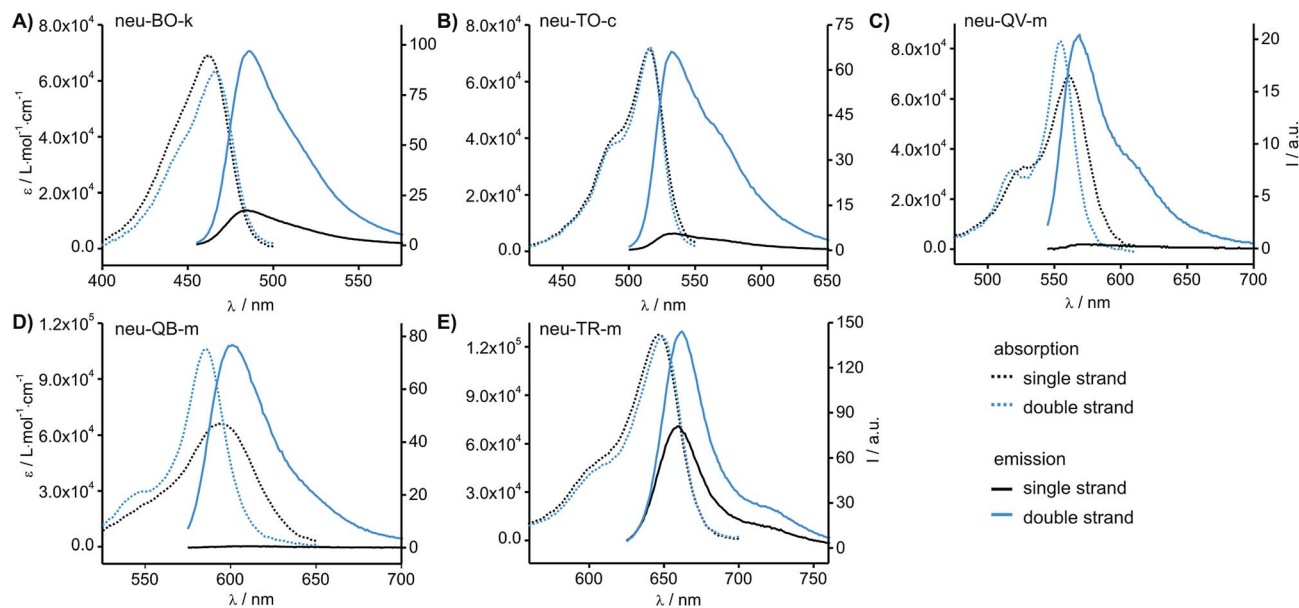 A) neu-BO-k
8.0x10⁴
6.0x10⁴
4.0x10⁴
2.0x10⁴
0.0
ε / L·mol⁻¹·cm⁻¹
100
75
50
25
0
400 450 500 550
λ / nm
B) neu-TO-c
8.0x10⁴
6.0x10⁴
4.0x10⁴
2.0x10⁴
0.0
75
60
45
30
15
0
450 500 550 600 650
λ / nm
C) neu-QV-m
8.0x10⁴
6.0x10⁴
4.0x10⁴
2.0x10⁴
0.0
20
15
10
5
0
I / a.u.
500 550 600 650 700
λ / nm
D) neu-QB-m
1.2x10⁵
9.0x10⁴
6.0x10⁴
3.0x10⁴
0.0
ε / L·mol⁻¹·cm⁻¹
80
60
40
20
0
550 600 650 700
λ / nm
E) neu-TR-m
1.2x10⁵
9.0x10⁴
6.0x10⁴
3.0x10⁴
0.0
150
120
90
60
30
0
I / a.u.
600 650 700 750
λ / nm
absorption
single strand
double strand
emission
single strand
double strand